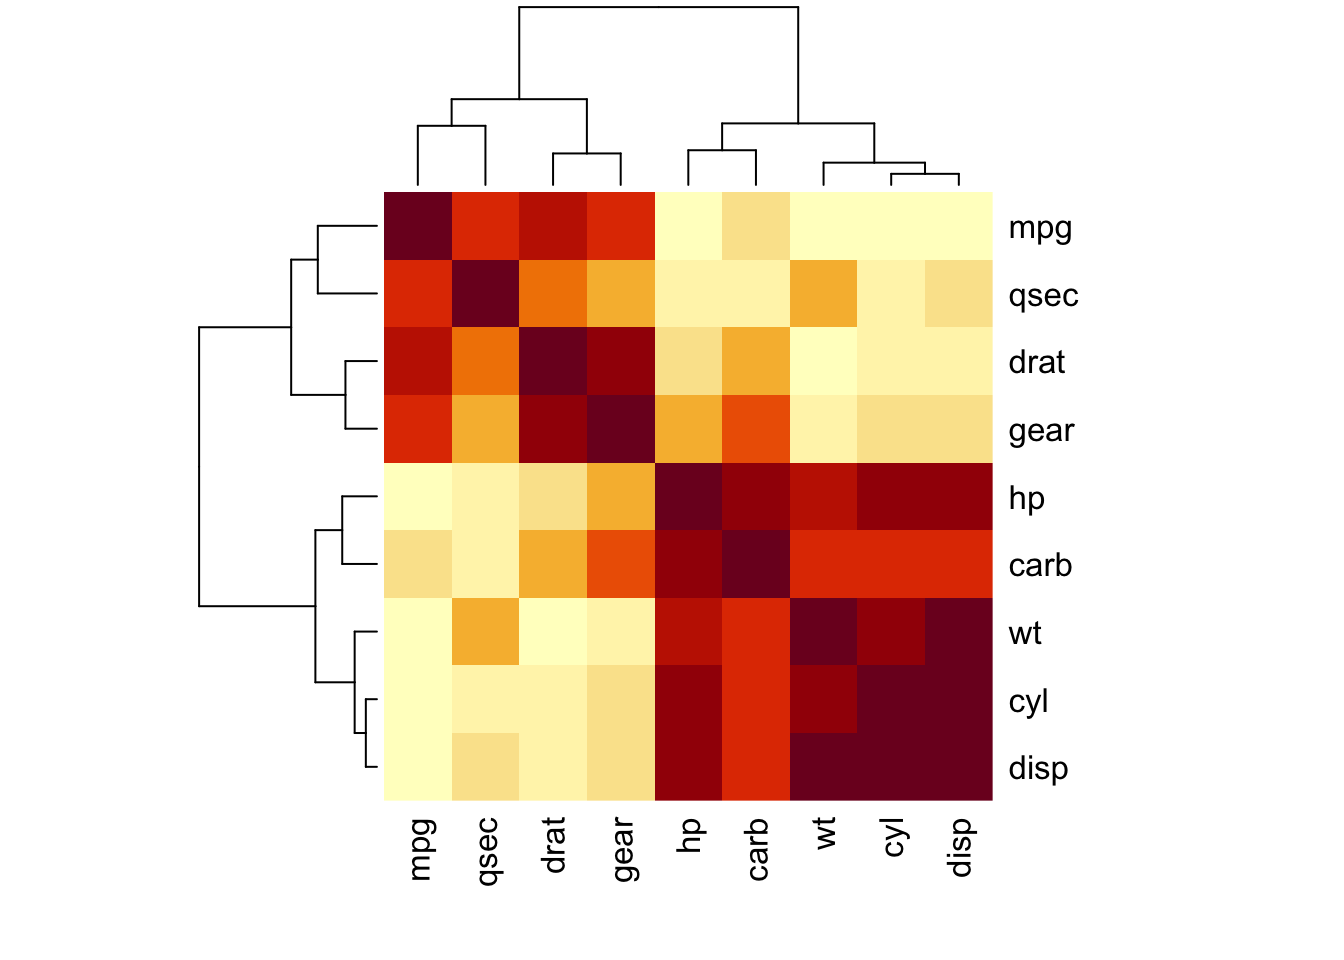 mpg
qsec
drat
gear
hp
carb
wt
cyl
disp
mpg
qsec
drat
gear
hp
carb
wt
cyl
disp